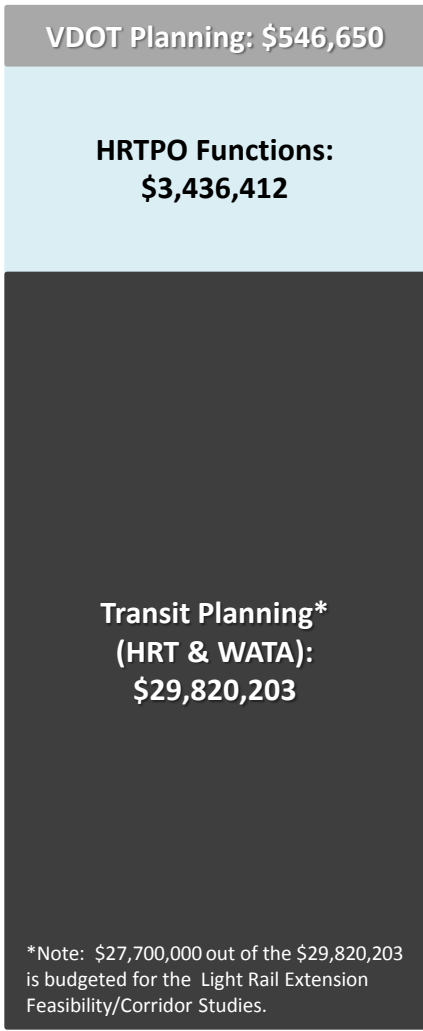 VDOT Planning: $546,650
HRTPO Functions:
$3,436,412
Transit Planning*
(HRT & WATA):
$29,820,203
*Note: $27,700,000 out of the $29,820,203
is budgeted for the Light Rail Extension
Feasibility/Corridor Studies.